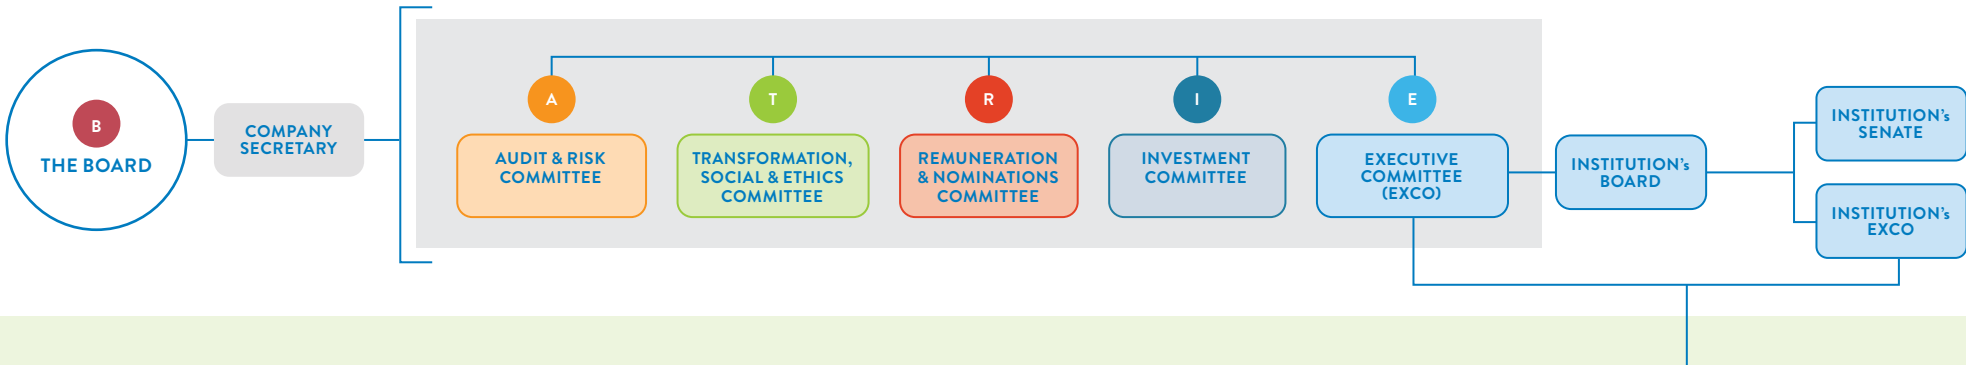 B
THE BOARD
COMPANY
SECRETARY
A
AUDIT & RISK
COMMITTEE
T
TRANSFORMATION,
SOCIAL & ETHICS
COMMITTEE
R
REMUNERATION
& NOMINATIONS
COMMITTEE
I
INVESTMENT
COMMITTEE
E
EXECUTIVE
COMMITTEE
(EXCO)
INSTITUTION's
BOARD
INSTITUTION's
SENATE
INSTITUTION's
EXCO